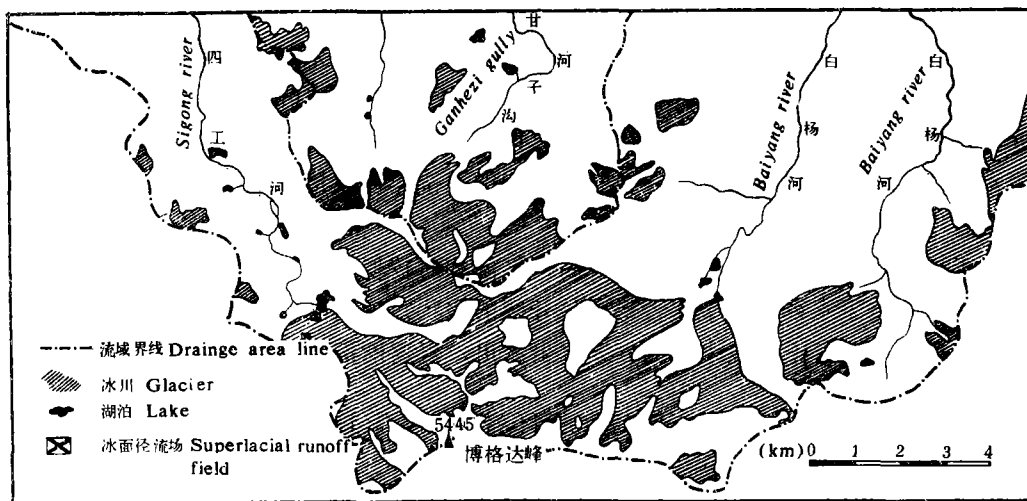 四
工
河
Sigong river
甘
河
子
沟
Ganhezi gully
白
杨
河
Baiyang river
白
杨
河
Baiyang river
流域界线 Drainge area line
冰川 Glacier
湖泊 Lake
冰面径流场 Superlacial runoff
field
5445
博格达峰
(km) 0 1 2 3 4